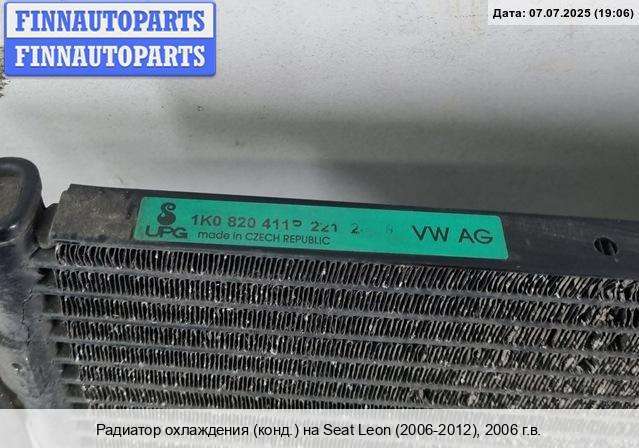 FINNAUTOPARTS
FINNAUTOPARTS
Дата: 07.07.2025 (19:06)
1K0 820 411 221
UPG
made in CZECH REPUBLIC
VW AG
Радиатор охлаждения (конд.) на Seat Leon (2006-2012), 2006 г.в.